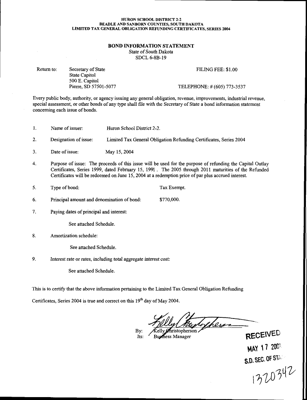 HURON SCHOOL DISTRICT 2-2
BEADLE AND SANBORN COUNTIES, SOUTH DAKOTA
LIMITED TAX GENERAL OBLIGATION REFUNDING CERTIFICATES, SERIES 2004
BOND INFORMATION STATEMENT
State of South Dakota
SDCL 6-8B-19
Return to: Secretary of State FILING FEE: $1.00
State Capitol
500 E. Capitol
Pierre, SD 57501-5077 TELEPHONE: # (605) 773-3537
Every public body, authority, or agency issuing any general obligation, revenue, improvements, industrial revenue,
special assessment, or other bonds of any type shall file with the Secretary of State a bond information statement
concerning each issue of bonds.
1. Name of issuer: Huron School District 2-2.
2. Designation of issue: Limited Tax General Obligation Refunding Certificates, Series 2004
3. Date of issue: May 15, 2004
4. Purpose of issue: The proceeds of this issue will be used for the purpose of refunding the Capital Outlay
Certificates, Series 1999, dated February 15, 199 . The 2005 through 2011 maturities of the Refunded
Certificates will be redeemed on June 15, 2004 at a redemption price of par plus accrued interest.
5. Type of bond: Tax Exempt.
6. Principal amount and denomination of bond: $770,000.
7. Paying dates of principal and interest:
See attached Schedule.
8. Amortization schedule:
See attached Schedule.
9. Interest rate or rates, including total aggregate interest cost:
See attached Schedule.
This is to certify that the above information pertaining to the Limited Tax General Obligation Refunding
Certificates, Series 2004 is true and correct on this 19th day of May 2004.
Kelly Christopherson
By: Kelly Christopherson
Its: Business Manager
RECEIVED
MAY 17
S.D. SEC. OF ST
1320342